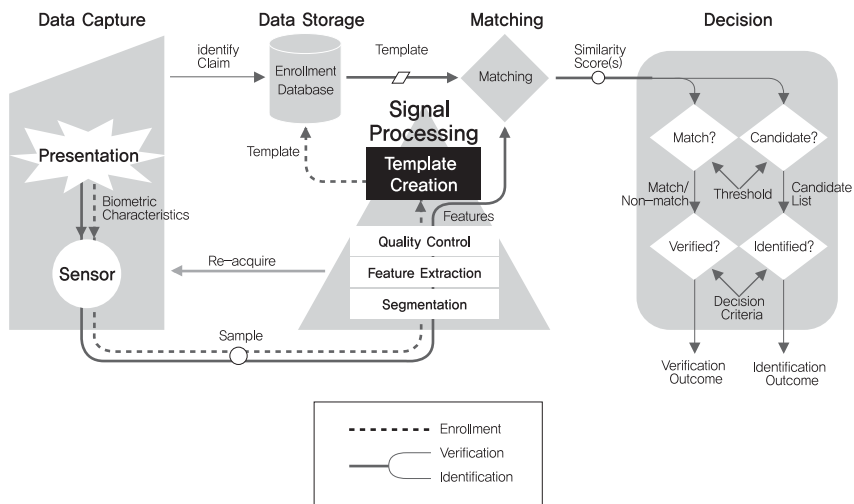 Data Capture
Data Storage
Matching
Decision
identify
Claim
Enrollment
Database
Template
Matching
Similarity
Score(s)
Signal
Processing
Template
Template
Creation
Presentation
Biometric
Characteristics
Sensor
Features
Quality Control
Feature Extraction
Segmentation
Re-acquire
Sample
Match?
Candidate?
Match/
Non-match
Threshold
Candidate
List
Verified?
Identified?
Decision
Criteria
Verification
Outcome
Identification
Outcome
Enrollment
Verification
Identification